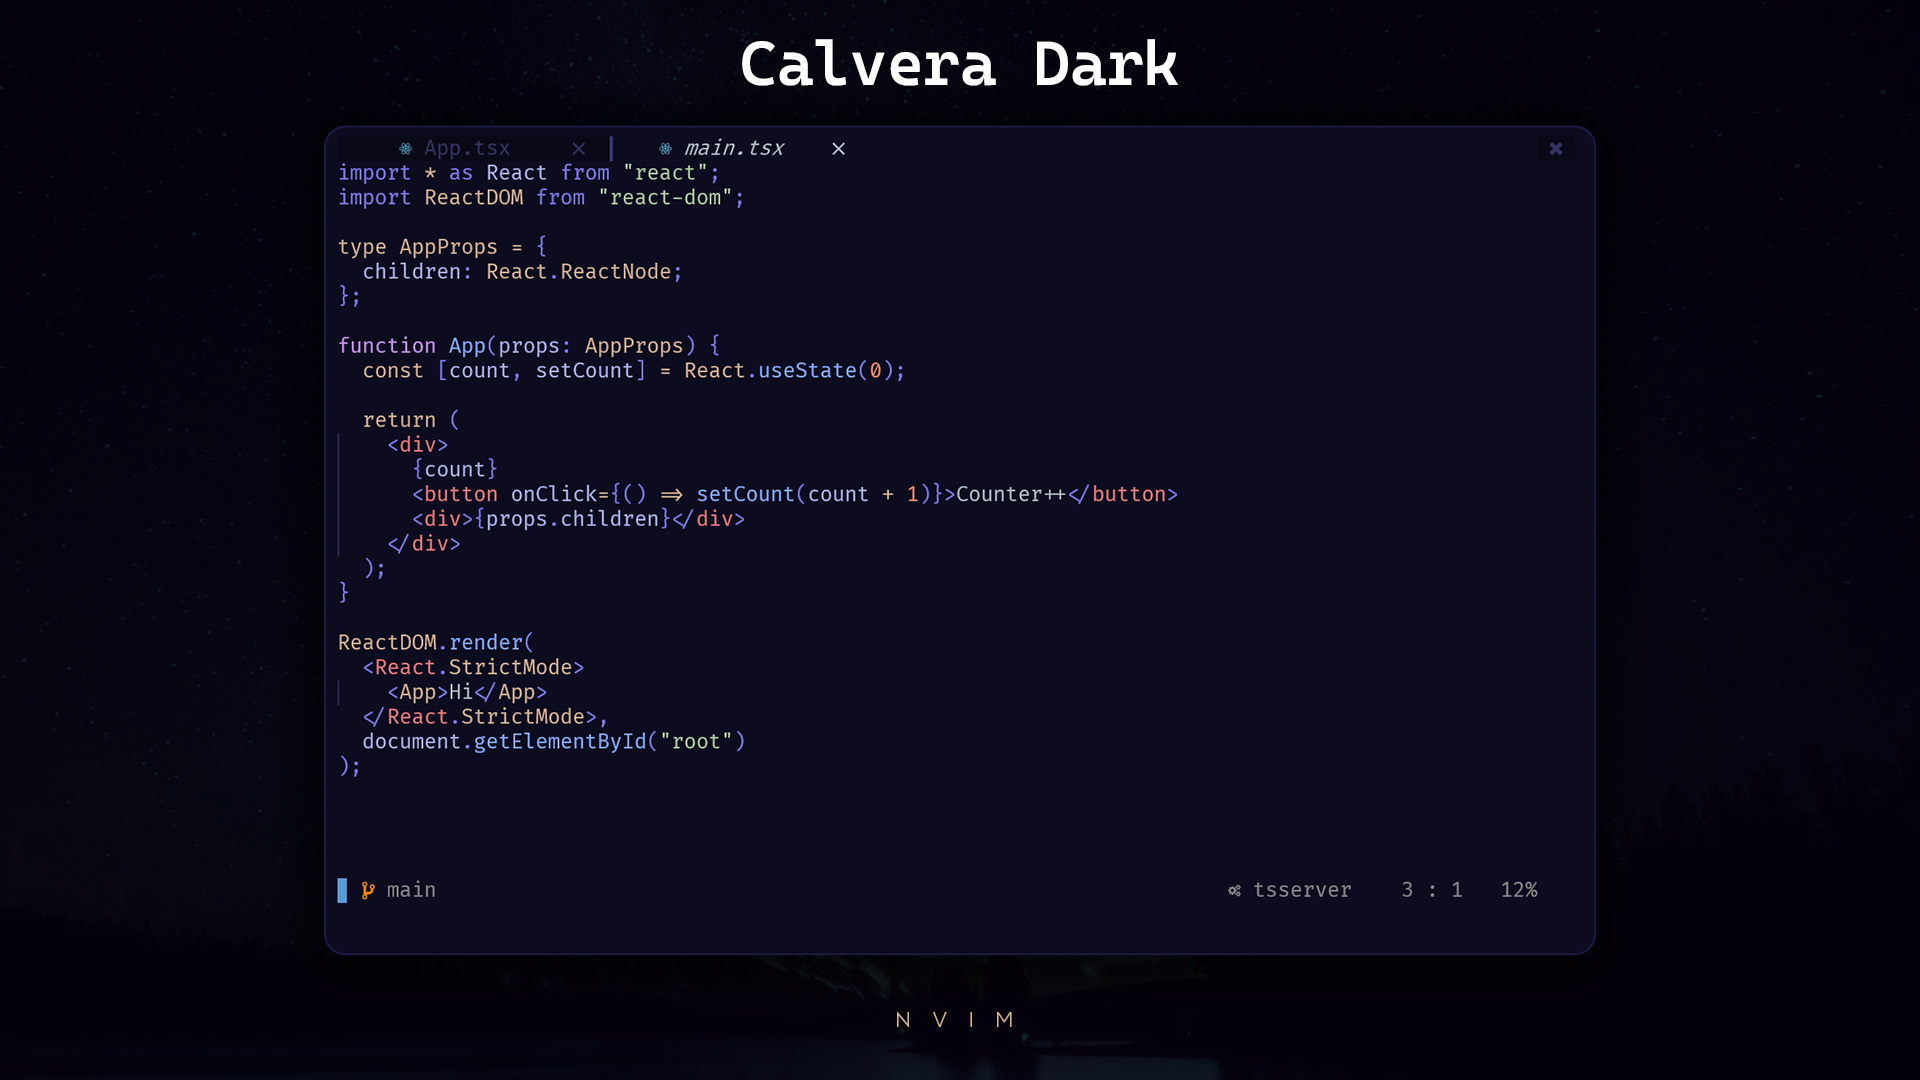 Calvera Dark
App.tsx × main.tsx ×
import * as React from "react";
import ReactDOM from "react-dom";
type AppProps = {
  children: React.ReactNode;
};
function App(props: AppProps) {
  const [count, setCount] = React.useState(0);
  return (
    <div>
      {count}
      <button onClick={() => setCount(count + 1)}>Counter++</button>
      <div>{props.children}</div>
    </div>
  );
}
ReactDOM.render(
  <React.StrictMode>
    <App>Hi</App>
  </React.StrictMode>,
  document.getElementById("root")
);
main tsserver 3 : 1 12%
NVIM